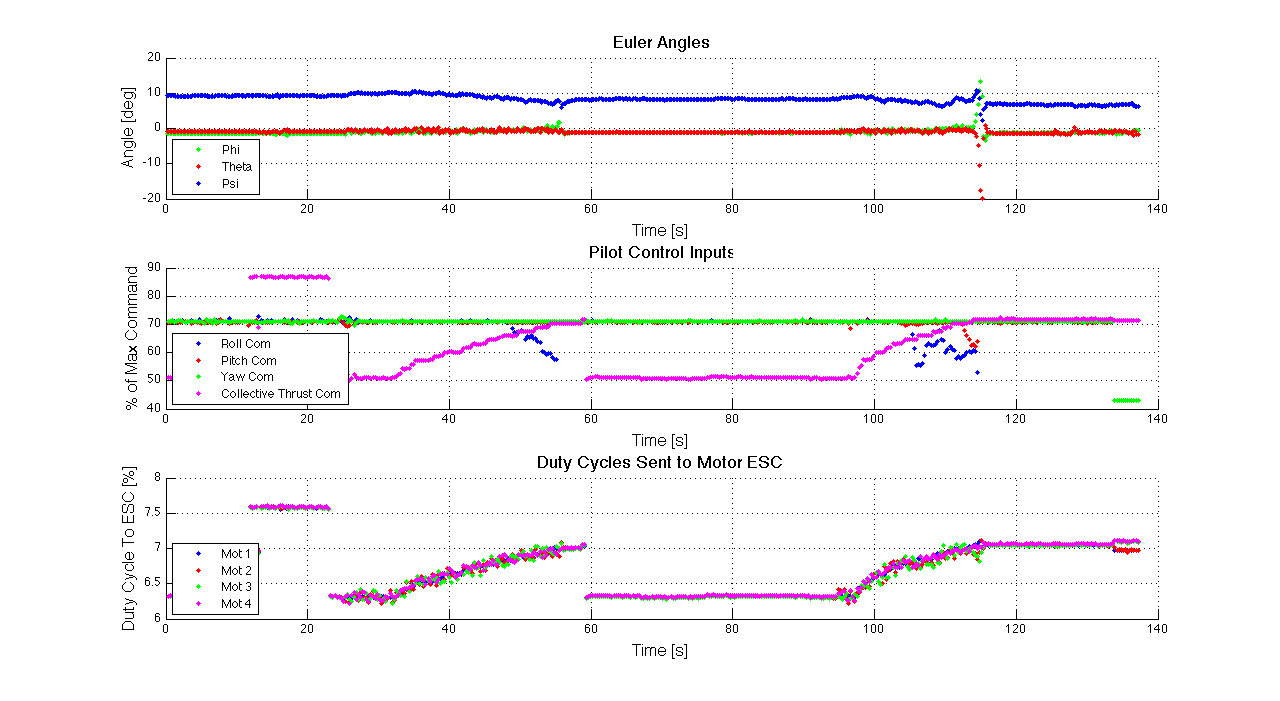 Euler Angles
Angle [deg]
20
10
0
-10
-20
Phi
Theta
Psi
0 20 40 60 80 100 120 140
Time [s]
Pilot Control Inputs
% of Max Command
90
80
70
60
50
40
Roll Com
Pitch Com
Yaw Com
Collective Thrust Com
0 20 40 60 80 100 120 140
Time [s]
Duty Cycles Sent to Motor ESC
Duty Cycle To ESC [%]
8
7.5
7
6.5
6
Mot 1
Mot 2
Mot 3
Mot 4
0 20 40 60 80 100 120 140
Time [s]